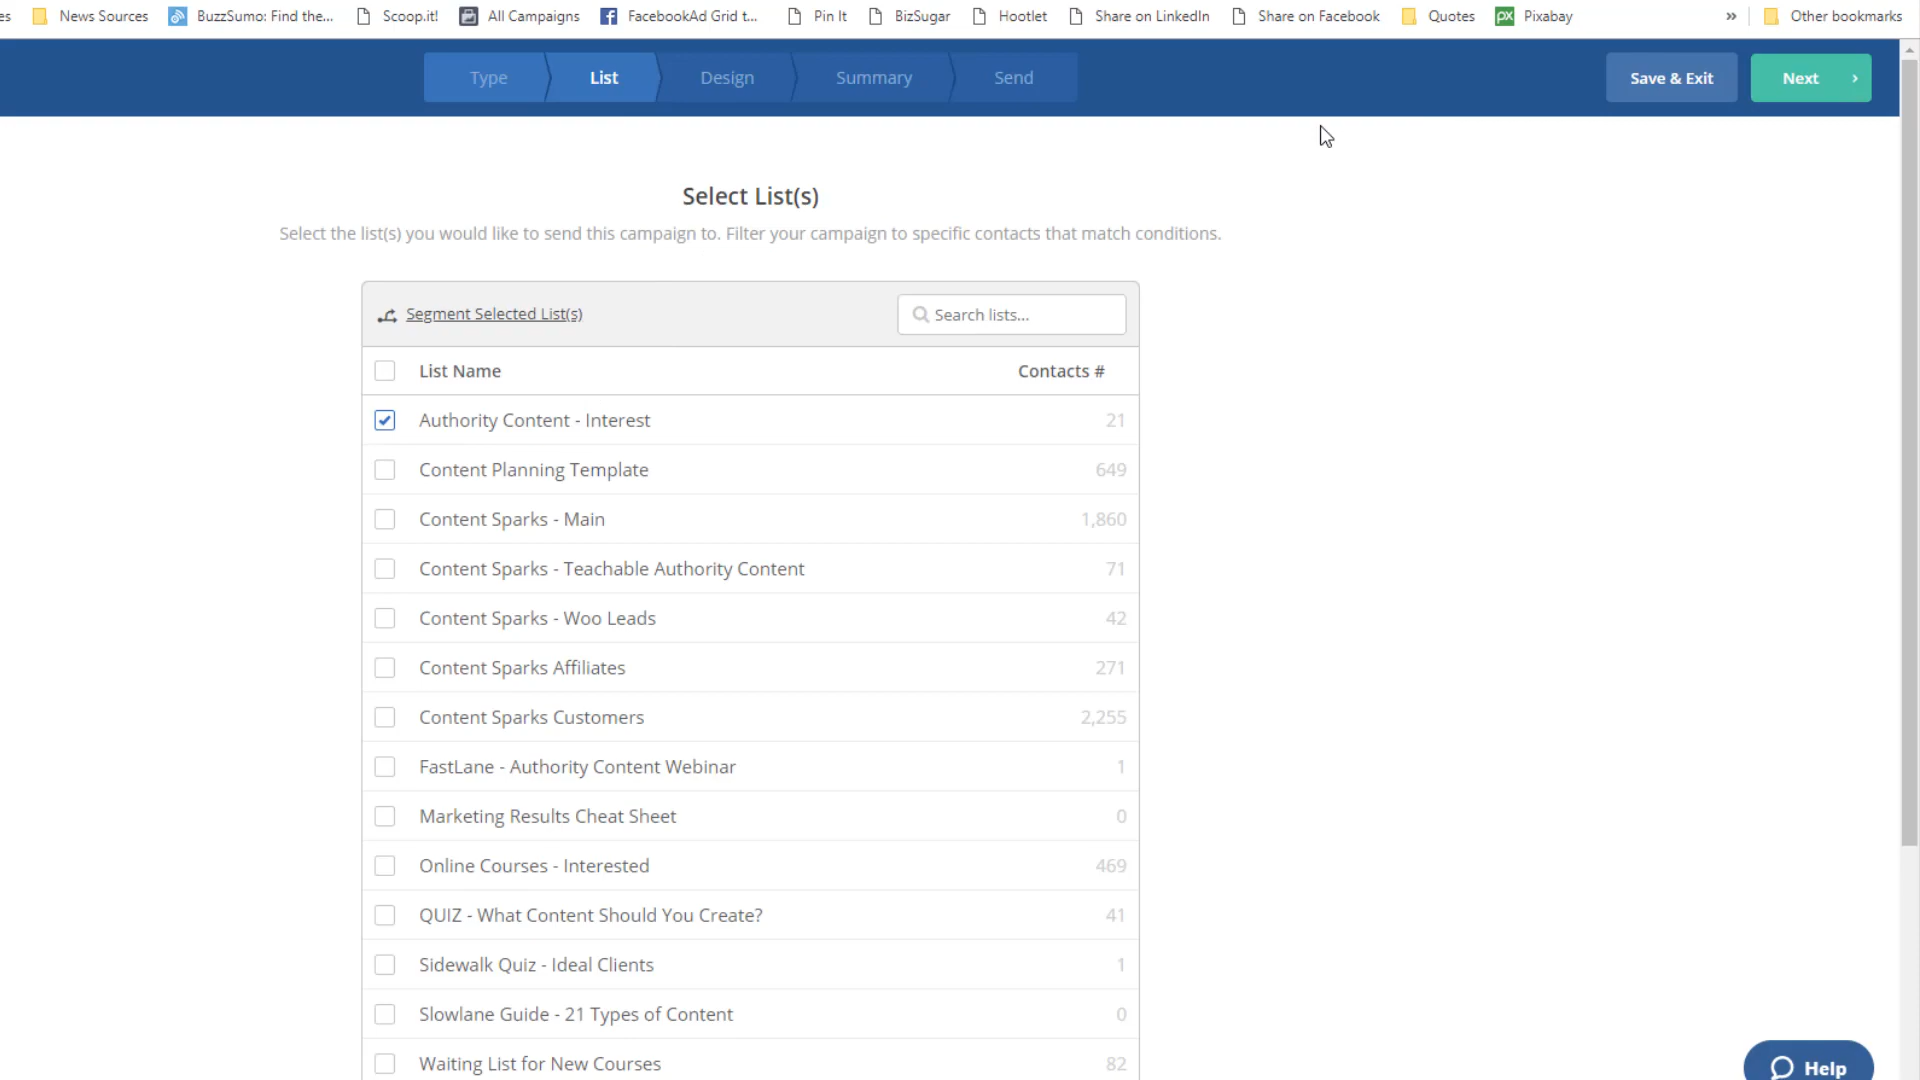 es News Sources BuzzSumo: Find the... Scoop.it! All Campaigns FacebookAd Grid t... Pin It BizSugar Hootlet Share on LinkedIn Share on Facebook Quotes px Pixabay » Other bookmarks
Type List Design Summary Send Save & Exit Next ›
Select List(s)
Select the list(s) you would like to send this campaign to. Filter your campaign to specific contacts that match conditions.
Segment Selected List(s) Search lists...
List Name Contacts #
Authority Content - Interest 21
Content Planning Template 649
Content Sparks - Main 1,860
Content Sparks - Teachable Authority Content 71
Content Sparks - Woo Leads 42
Content Sparks Affiliates 271
Content Sparks Customers 2,255
FastLane - Authority Content Webinar 1
Marketing Results Cheat Sheet 0
Online Courses - Interested 469
QUIZ - What Content Should You Create? 41
Sidewalk Quiz - Ideal Clients 1
Slowlane Guide - 21 Types of Content 0
Waiting List for New Courses 82
Help